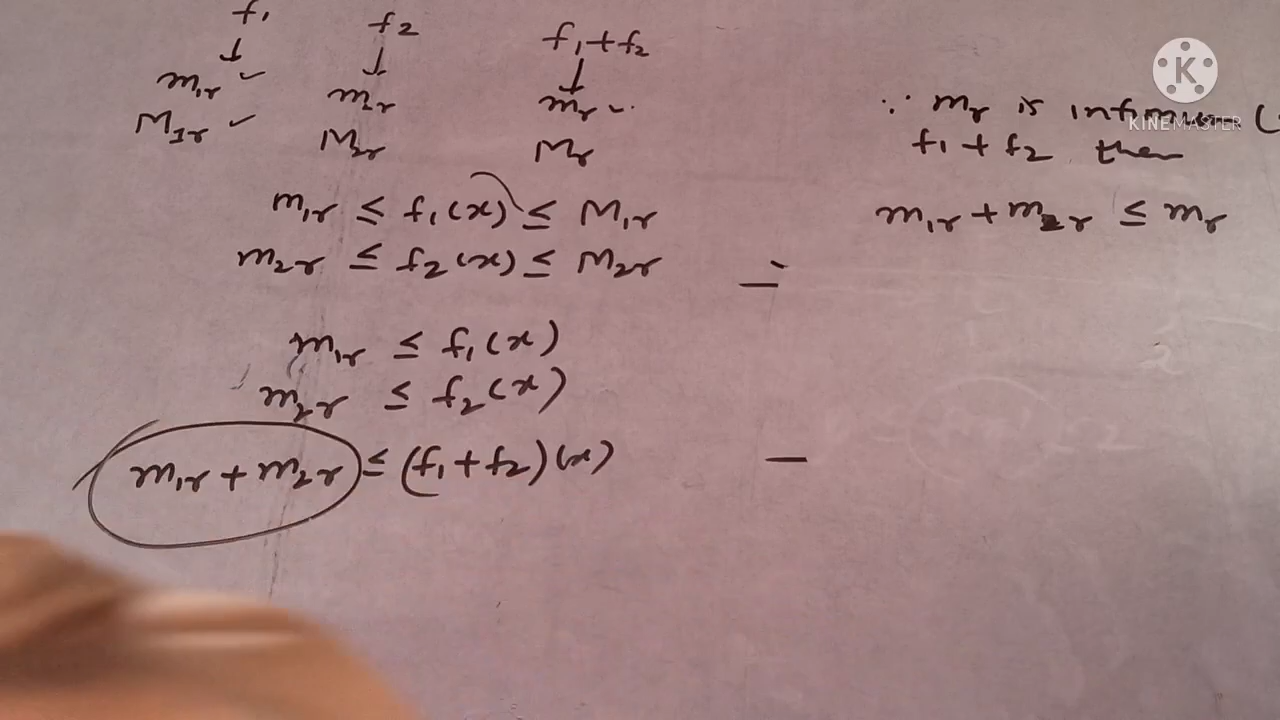 f1 f2 f1+f2
↓ ↓ ↓
m1r ✓ m2r mr ✓
M1r ✓ M2r Mr
m1r ≤ f1(x) ≤ M1r
m2r ≤ f2(x) ≤ M2r
m1r ≤ f1(x)
m2r ≤ f2(x)
m1r + m2r ≤ (f1+f2)(x) —
∵ mr is infimum (
f1 + f2 then
m1r + m2r ≤ mr
K
KINEMASTER